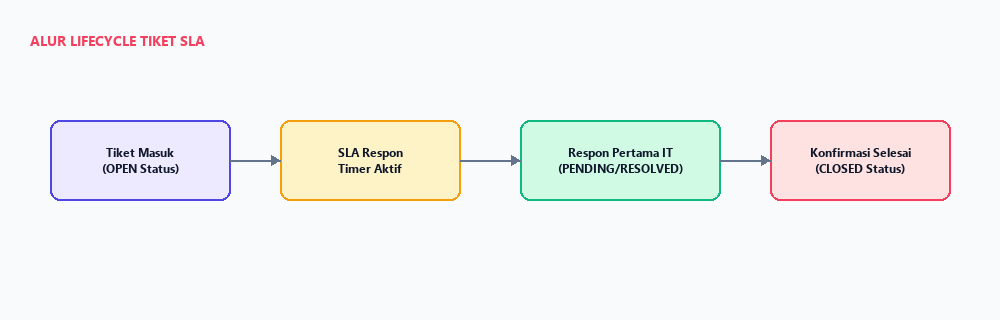 ALUR LIFECYCLE TIKET SLA
Tiket Masuk
(OPEN Status)
SLA Respon
Timer Aktif
Respon Pertama IT
(PENDING/RESOLVED)
Konfirmasi Selesai
(CLOSED Status)